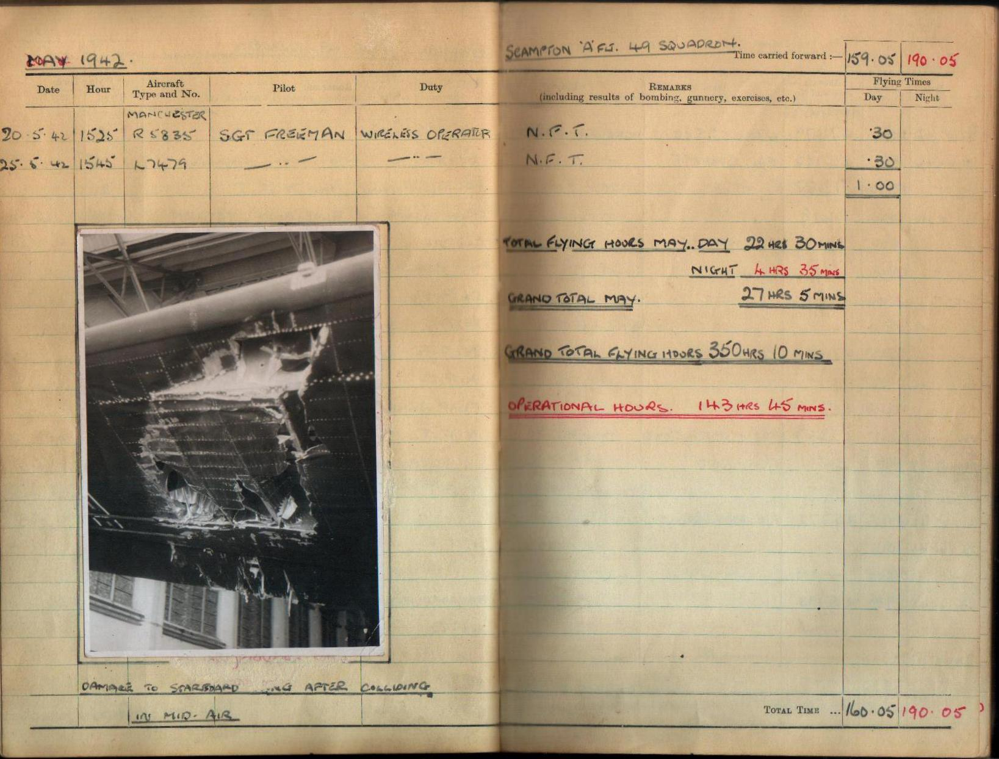 MAY 1942.
SCAMPTON 'A' FLT. 49 SQUADRON.
Time carried forward :— 159.05 190.05
Date Hour Aircraft Type and No. Pilot Duty REMARKS (including results of bombing, gunnery, exercises, etc.) Flying Times Day Night
MANCHESTER
20.5.42 1525 R5835 SGT FREEMAN WIRELESS OPERATOR N.F.T. .30
25.5.42 1545 L7479 — " — — " — N.F.T. .30
1.00
TOTAL FLYING HOURS MAY.. DAY 22 HRS 30 MINS
NIGHT 4 HRS 35 MINS
GRAND TOTAL MAY. 27 HRS 5 MINS
GRAND TOTAL FLYING HOURS 350 HRS 10 MINS
OPERATIONAL HOURS. 143 HRS 45 MINS.
DAMAGE TO STARBOARD AFTER COLLIDING
IN MID-AIR
TOTAL TIME ... 160.05 190.05